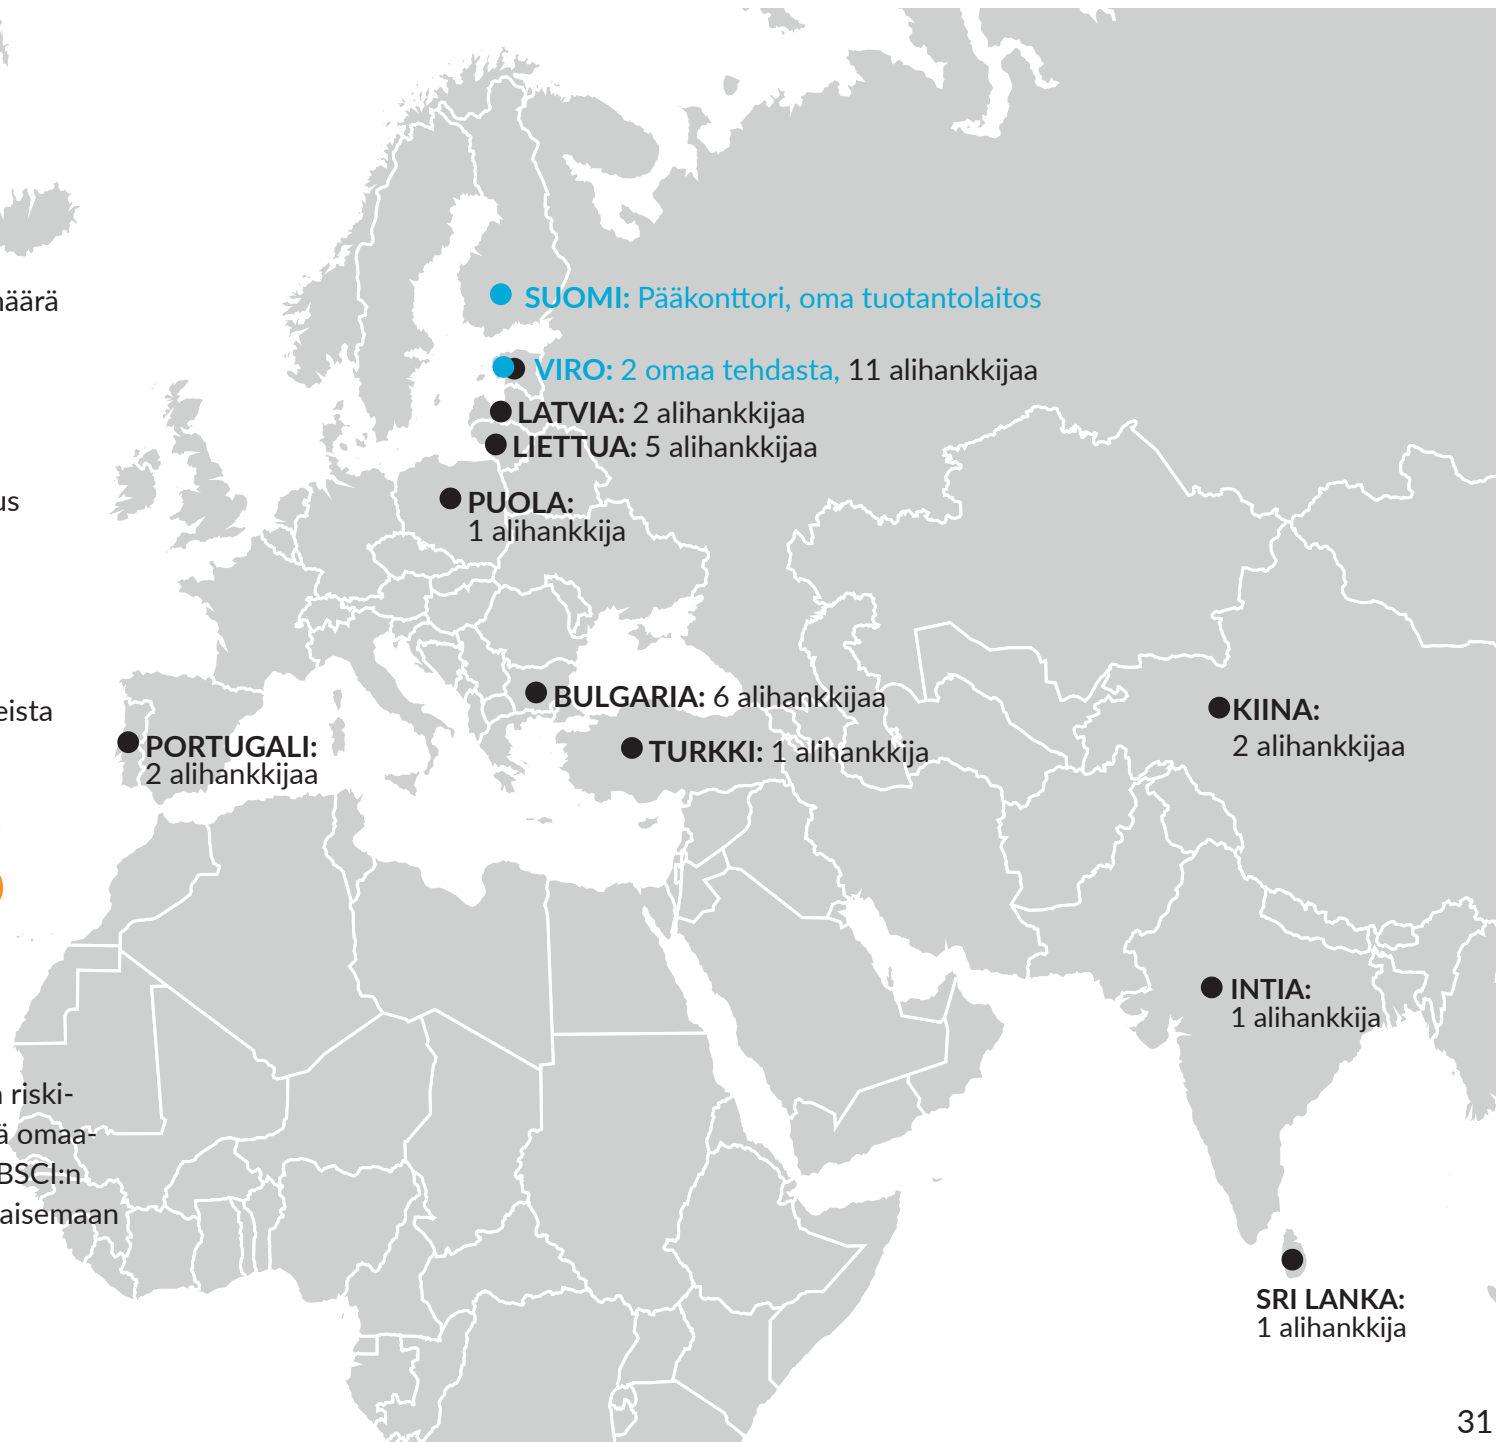 määrä
us
eista
riski-
ä omaa-
BSCI:n
aisemaan
SUOMI: Pääkonttori, oma tuotantolaitos
VIRO: 2 omaa tehdasta, 11 alihankkijaa
LATVIA: 2 alihankkijaa
LIETTUA: 5 alihankkijaa
PUOLA:
1 alihankkija
BULGARIA: 6 alihankkijaa
PORTUGALI:
2 alihankkijaa
TURKKI: 1 alihankkija
KIINA:
2 alihankkijaa
INTIA:
1 alihankkija
SRI LANKA:
1 alihankkija
31